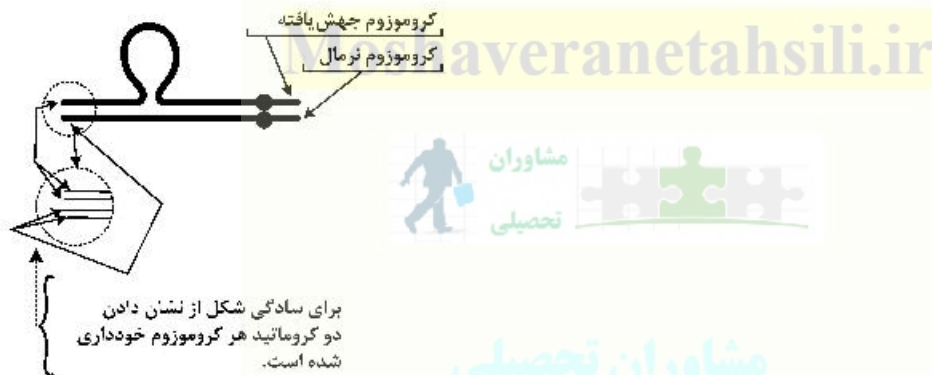 کروموزوم جهش‌یافته
Moshaveranetahsili.ir
کروموزوم نرمال
مشاوران
تحصیلی
برای سادگی شکل از نشان دادن
دو کروماتید هر کروموزوم خودداری
شده است.
مشاوران تحصیلی